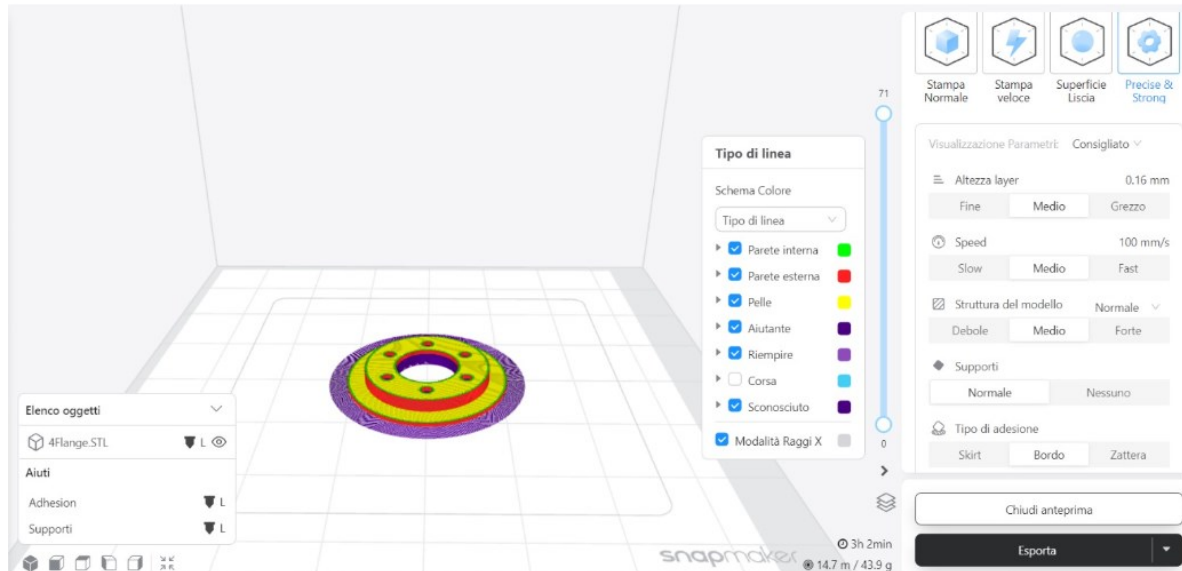 Stampa Normale
Stampa veloce
Superficie Liscia
Precise & Strong
Visualizzazione Parametri: Consigliato
Altezza layer 0.16 mm
Fine Medio Grezzo
Speed 100 mm/s
Slow Medio Fast
Struttura del modello Normale
Debole Medio Forte
Supporti
Normale Nessuno
Tipo di adesione
Skirt Bordo Zattera
Chiudi anteprima
Esporta
71
0
Tipo di linea
Schema Colore
Tipo di linea
Parete interna
Parete esterna
Pelle
Aiutante
Riempire
Corsa
Sconosciuto
Modalità Raggi X
Elenco oggetti
4Flange.STL L
Aiuti
Adhesion L
Supporti L
snapmaker
3h 2min
14.7 m / 43.9 g